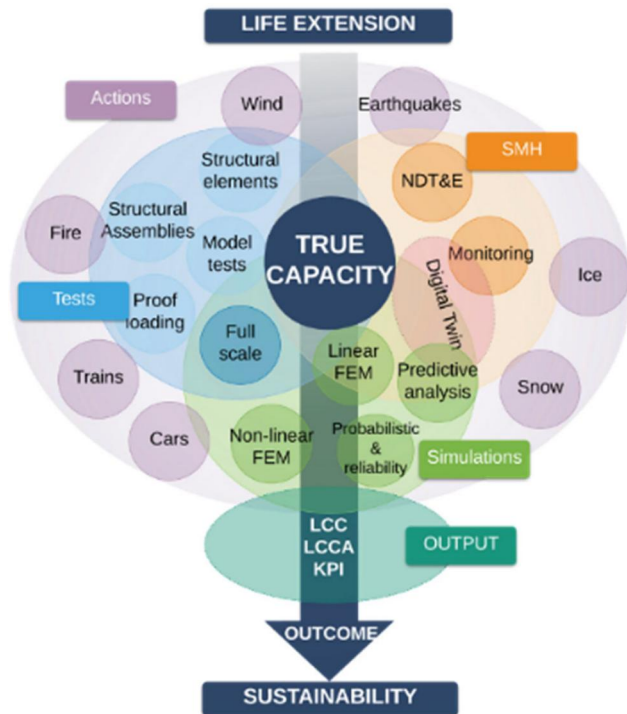 LIFE EXTENSION
Actions
Wind
Earthquakes
Structural
elements
SMH
NDT&E
Structural
Assemblies
Fire
Model
tests
TRUE
CAPACITY
Monitoring
Ice
Digital Twin
Tests
Proof
loading
Full
scale
Linear
FEM
Predictive
analysis
Trains
Snow
Cars
Non-linear
FEM
Probabilistic
&
reliability
Simulations
LCC
LCCA
KPI
OUTPUT
OUTCOME
SUSTAINABILITY